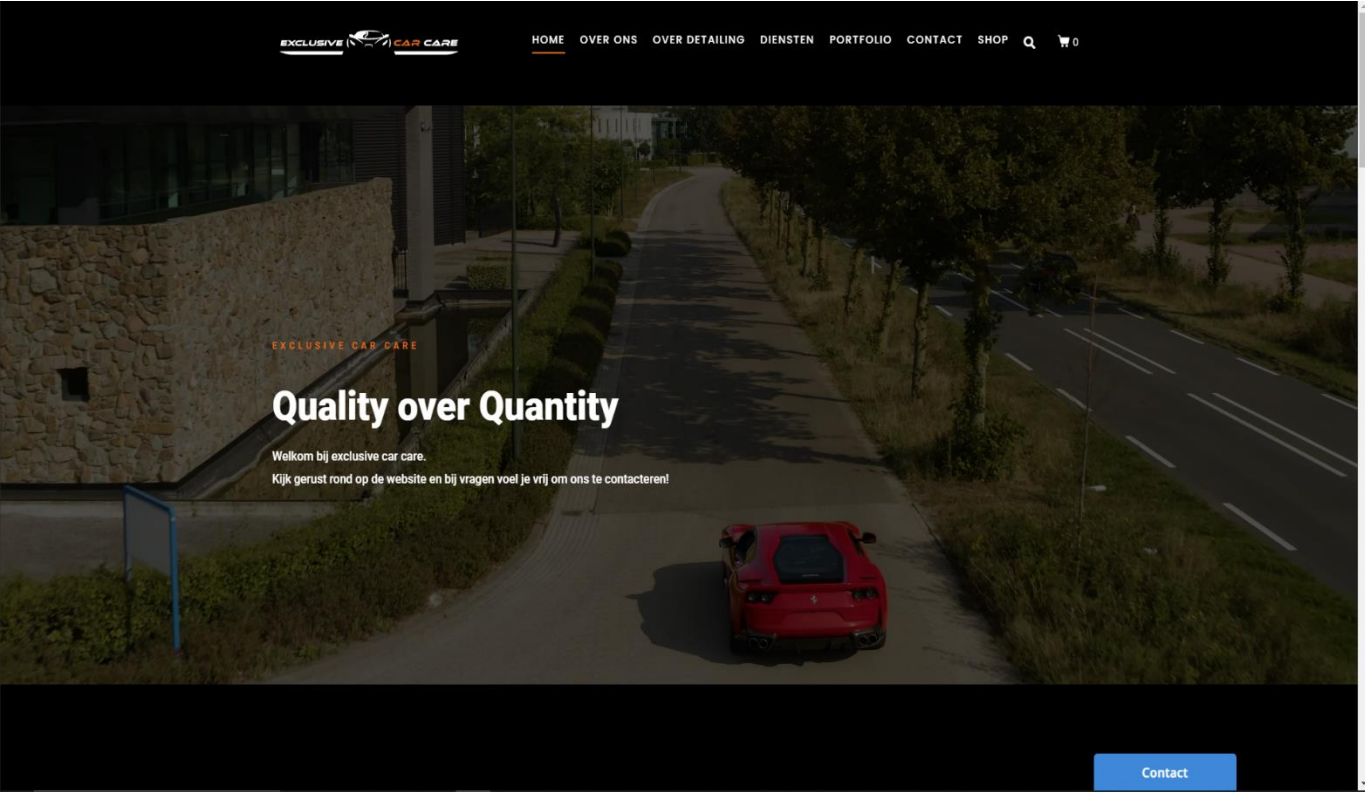 EXCLUSIVE CAR CARE
HOME OVER ONS OVER DETAILING DIENSTEN PORTFOLIO CONTACT SHOP 0
EXCLUSIVE CAR CARE
Quality over Quantity
Welkom bij exclusive car care.
Kijk gerust rond op de website en bij vragen voel je vrij om ons te contacteren!
Contact